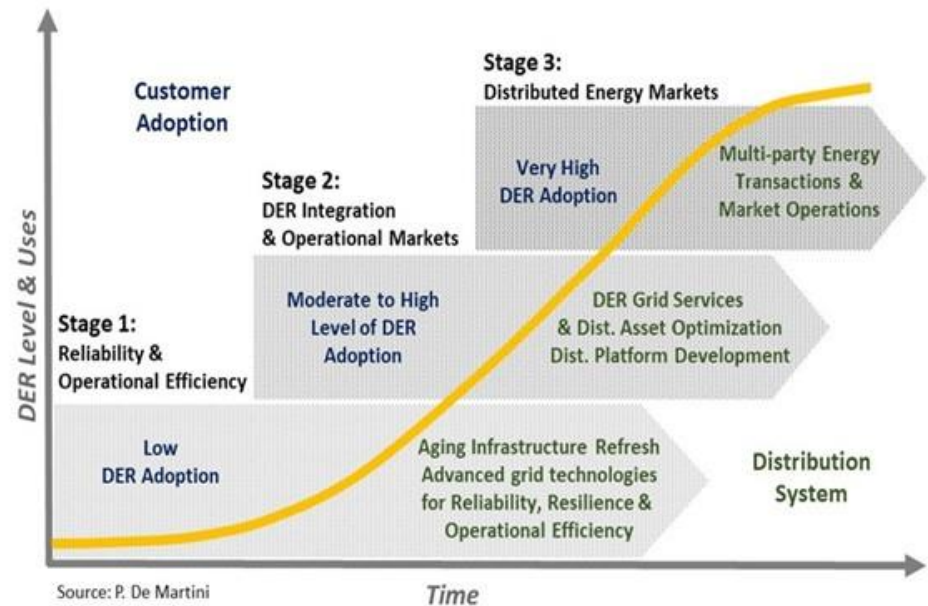 Customer
Adoption
Stage 3:
Distributed Energy Markets
Very High
DER Adoption
Multi-party Energy
Transactions &
Market Operations
Stage 2:
DER Integration
& Operational Markets
Moderate to High
Level of DER
Adoption
DER Grid Services
& Dist. Asset Optimization
Dist. Platform Development
Stage 1:
Reliability &
Operational Efficiency
Low
DER Adoption
Aging Infrastructure Refresh
Advanced grid technologies
for Reliability, Resilience &
Operational Efficiency
Distribution
System
DER Level & Uses
Time
Source: P. De Martini